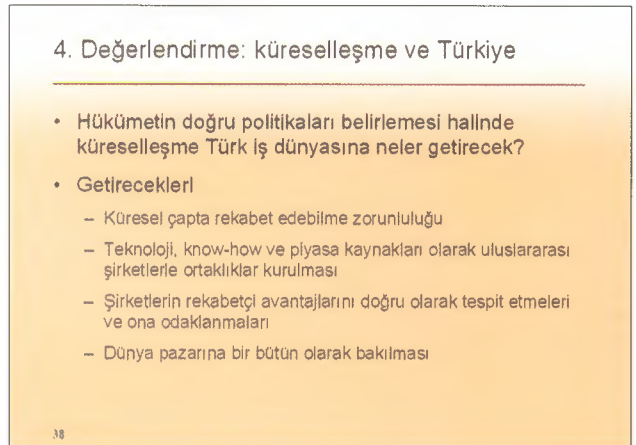 4. Değerlendirme: küreselleşme ve Türkiye
• Hükümetin doğru politikaları belirlemesi halinde
küreselleşme Türk iş dünyasına neler getirecek?
• Getirecekleri
– Küresel çapta rekabet edebilme zorunluluğu
– Teknoloji, know-how ve piyasa kaynakları olarak uluslararası
şirketlerle ortaklıklar kurulması
– Şirketlerin rekabetçi avantajlarını doğru olarak tespit etmeleri
ve ona odaklanmaları
– Dünya pazarına bir bütün olarak bakılması
38